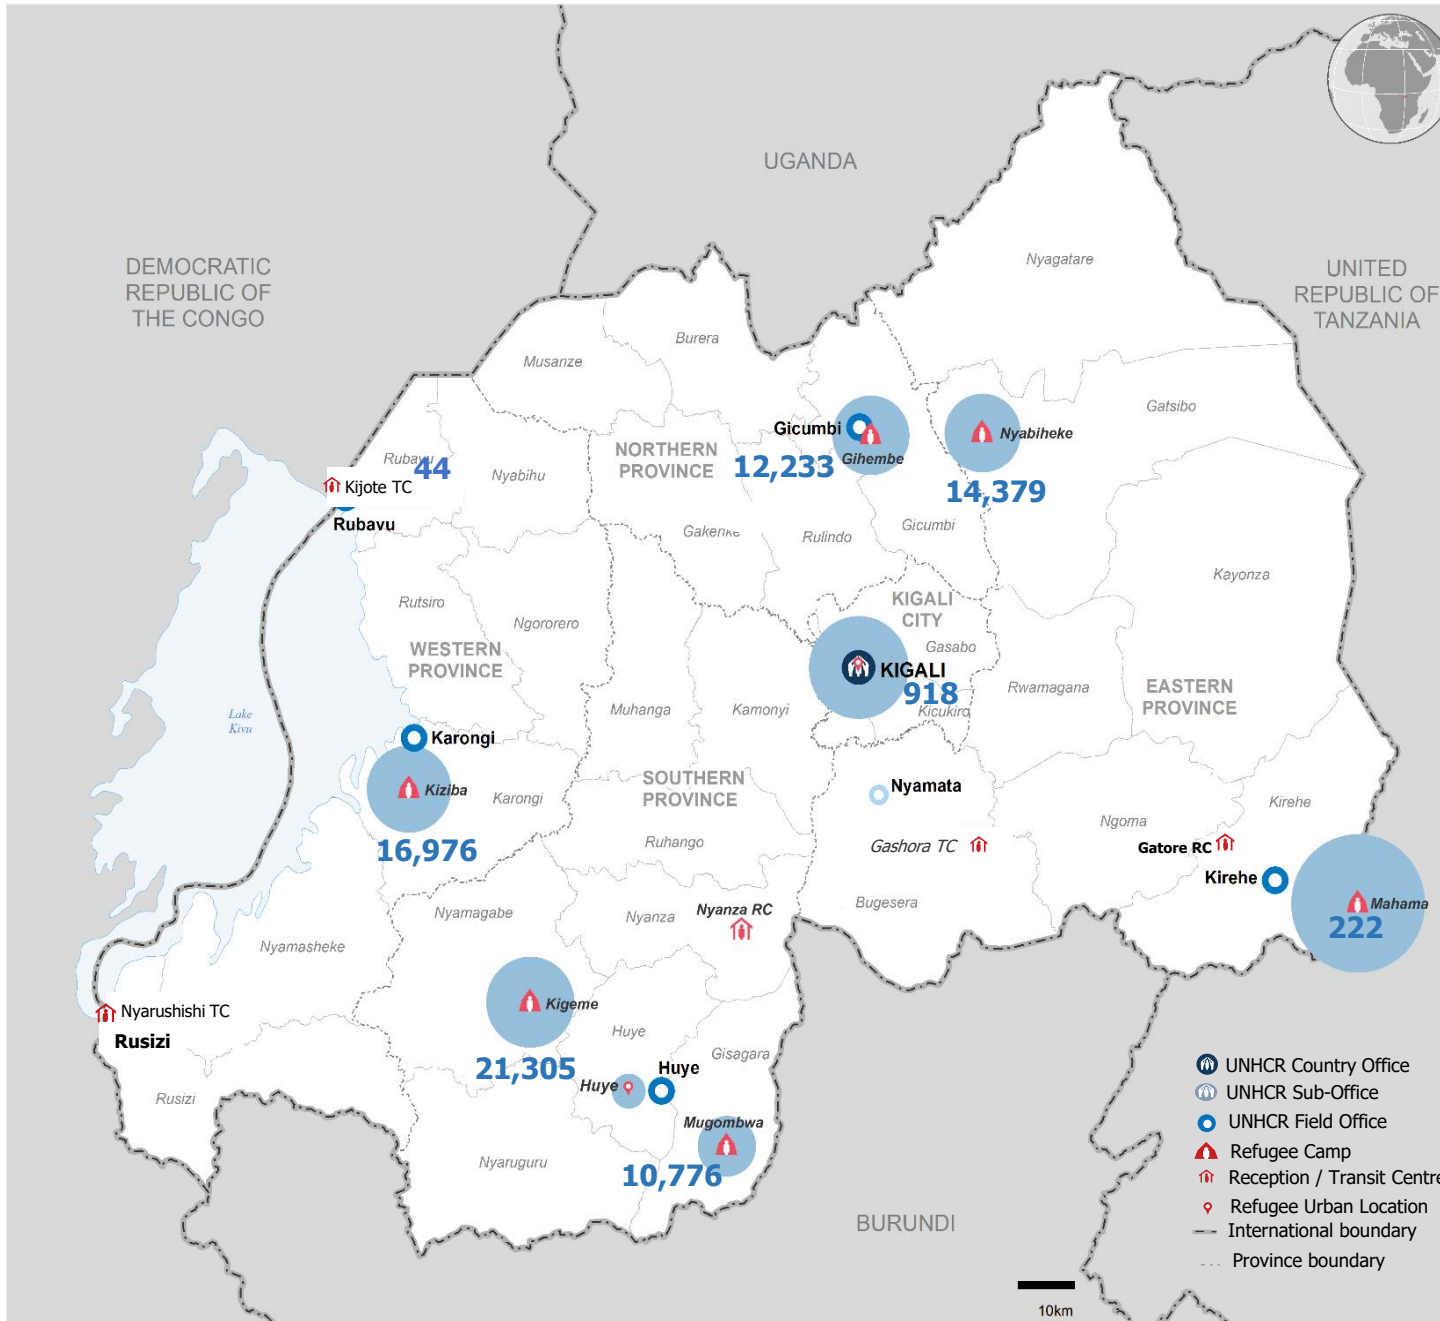 UGANDA
DEMOCRATIC
REPUBLIC OF
THE CONGO
UNITED
REPUBLIC OF
TANZANIA
Nyagatare
Burera
Musanze
Gatsibo
Gicumbi
Gihembe
12,233
Nyabiheke
14,379
NORTHERN
PROVINCE
Rubavu
44
Kijote TC
Rubavu
Nyabihu
Gakenke
Rulindo
Gicumbi
Kayonza
Rutsiro
Ngororero
WESTERN
PROVINCE
KIGALI
CITY
Gasabo
KIGALI
918
Kicukiro
Rwamagana
EASTERN
PROVINCE
Muhanga
Kamonyi
Lake
Kivu
Karongi
Kiziba
Karongi
16,976
SOUTHERN
PROVINCE
Ruhango
Nyamata
Gashora TC
Ngoma
Kirehe
Gatore RC
Kirehe
Mahama
222
Bugesera
Nyamagabe
Nyanza
Nyanza RC
Nyamasheke
Nyarushishi TC
Rusizi
Kigeme
21,305
Huye
Gisagara
Huye
Huye
Rusizi
Mugombwa
10,776
Nyaruguru
BURUNDI
UNHCR Country Office
UNHCR Sub-Office
UNHCR Field Office
Refugee Camp
Reception / Transit Centre
Refugee Urban Location
International boundary
Province boundary
10km